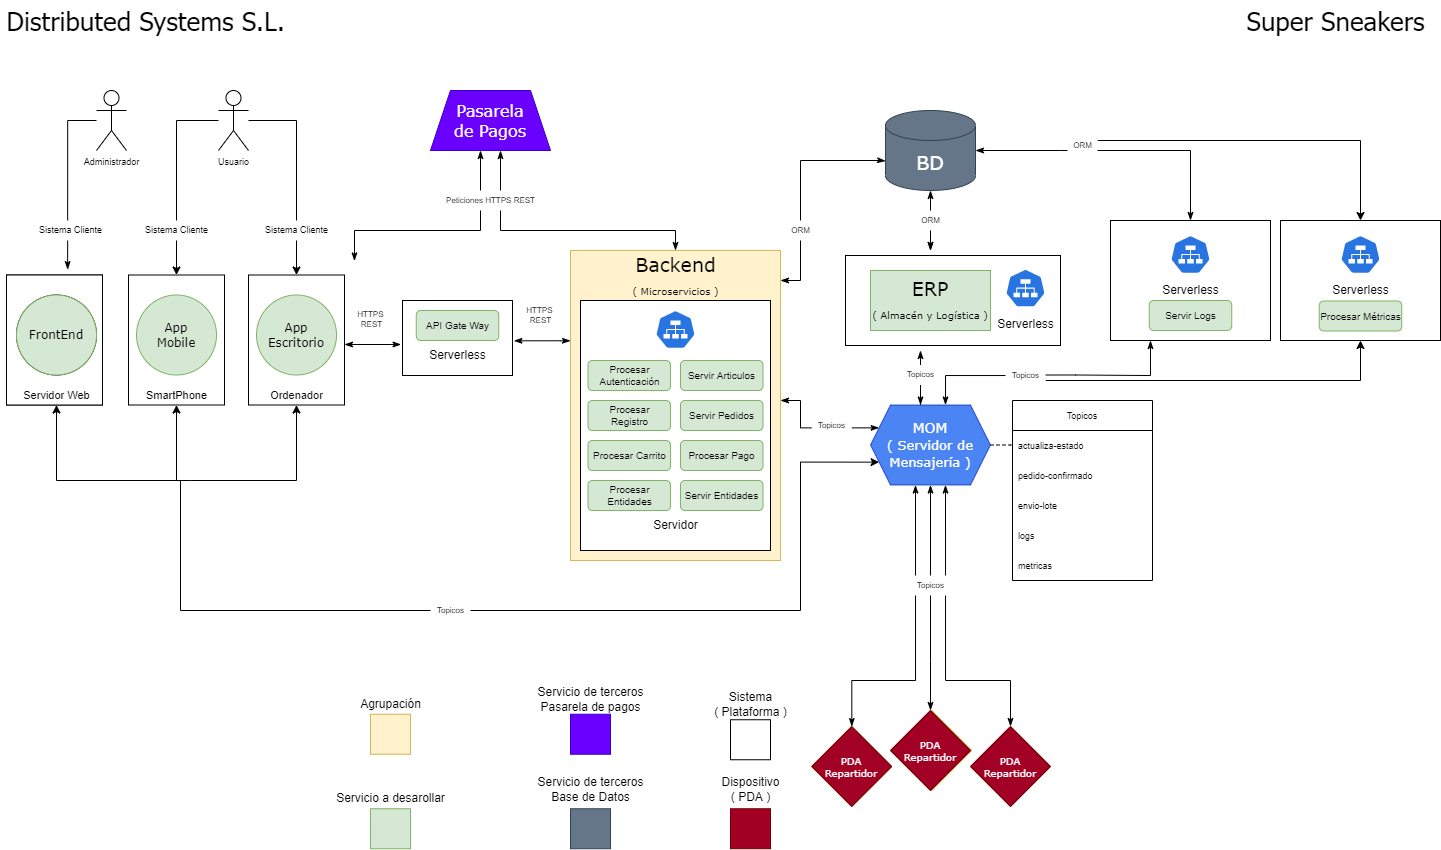 Distributed Systems S.L.
Super Sneakers
Administrador
Usuario
Pasarela
de Pagos
BD
ORM
Peticiones HTTPS REST
Sistema Cliente
Sistema Cliente
Sistema Cliente
ORM
ORM
FrontEnd
Servidor Web
App
Mobile
SmartPhone
App
Escritorio
Ordenador
HTTPS
REST
API Gate Way
Serverless
HTTPS
REST
Backend
( Microservicios )
Procesar
Autenticación
Servir Articulos
Procesar
Registro
Servir Pedidos
Procesar Carrito
Procesar Pago
Procesar
Entidades
Servir Entidades
Servidor
ERP
( Almacén y Logística )
Serverless
Serverless
Servir Logs
Serverless
Procesar Métricas
Topicos
Topicos
Topicos
MOM
( Servidor de
Mensajería )
Topicos
actualiza-estado
pedido-confirmado
envio-lote
logs
metricas
Topicos
Topicos
PDA
Repartidor
PDA
Repartidor
PDA
Repartidor
Agrupación
Servicio de terceros
Pasarela de pagos
Sistema
( Plataforma )
Servicio a desarollar
Servicio de terceros
Base de Datos
Dispositivo
( PDA )